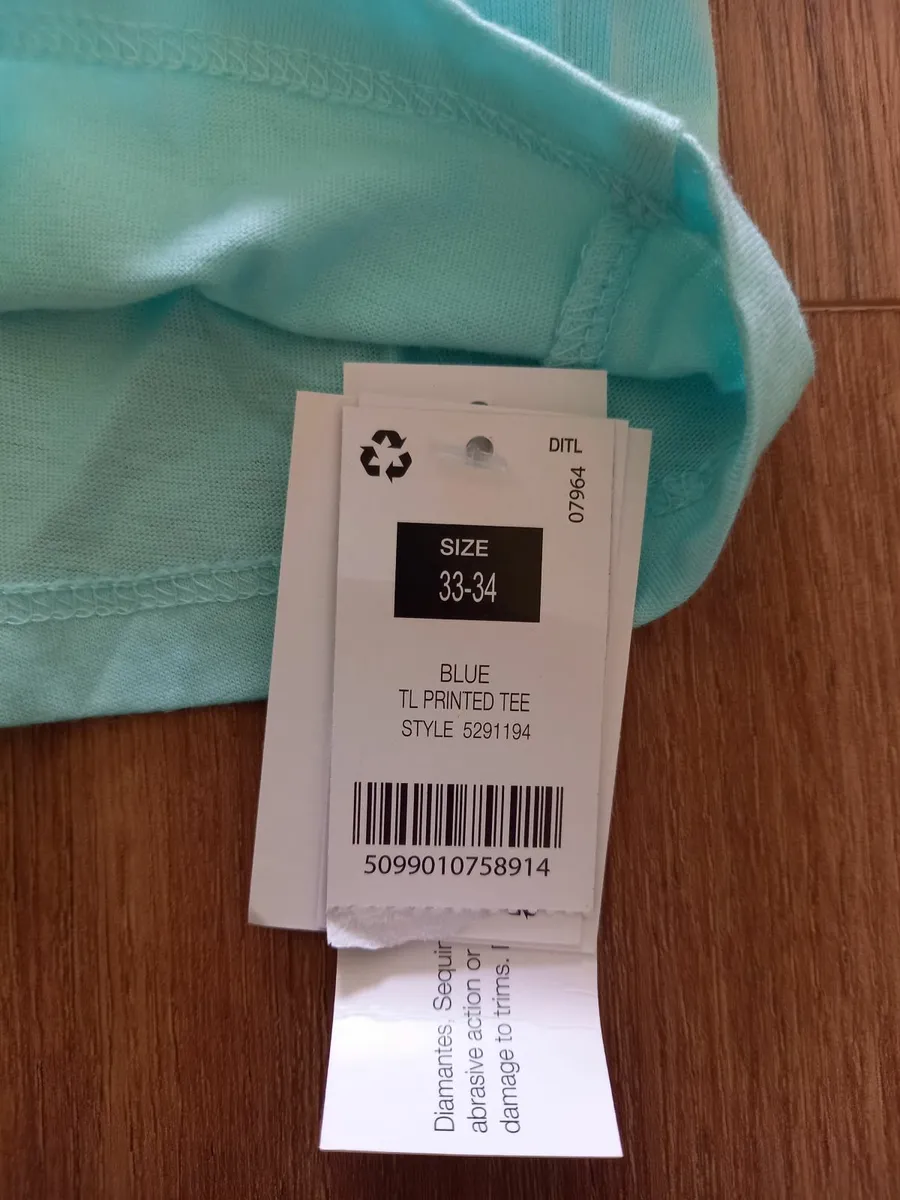 DITL
07964
SIZE
33-34
BLUE
TL PRINTED TEE
STYLE 5291194
5099010758914
Diamantes, Sequin
abrasive action or
damage to trims.